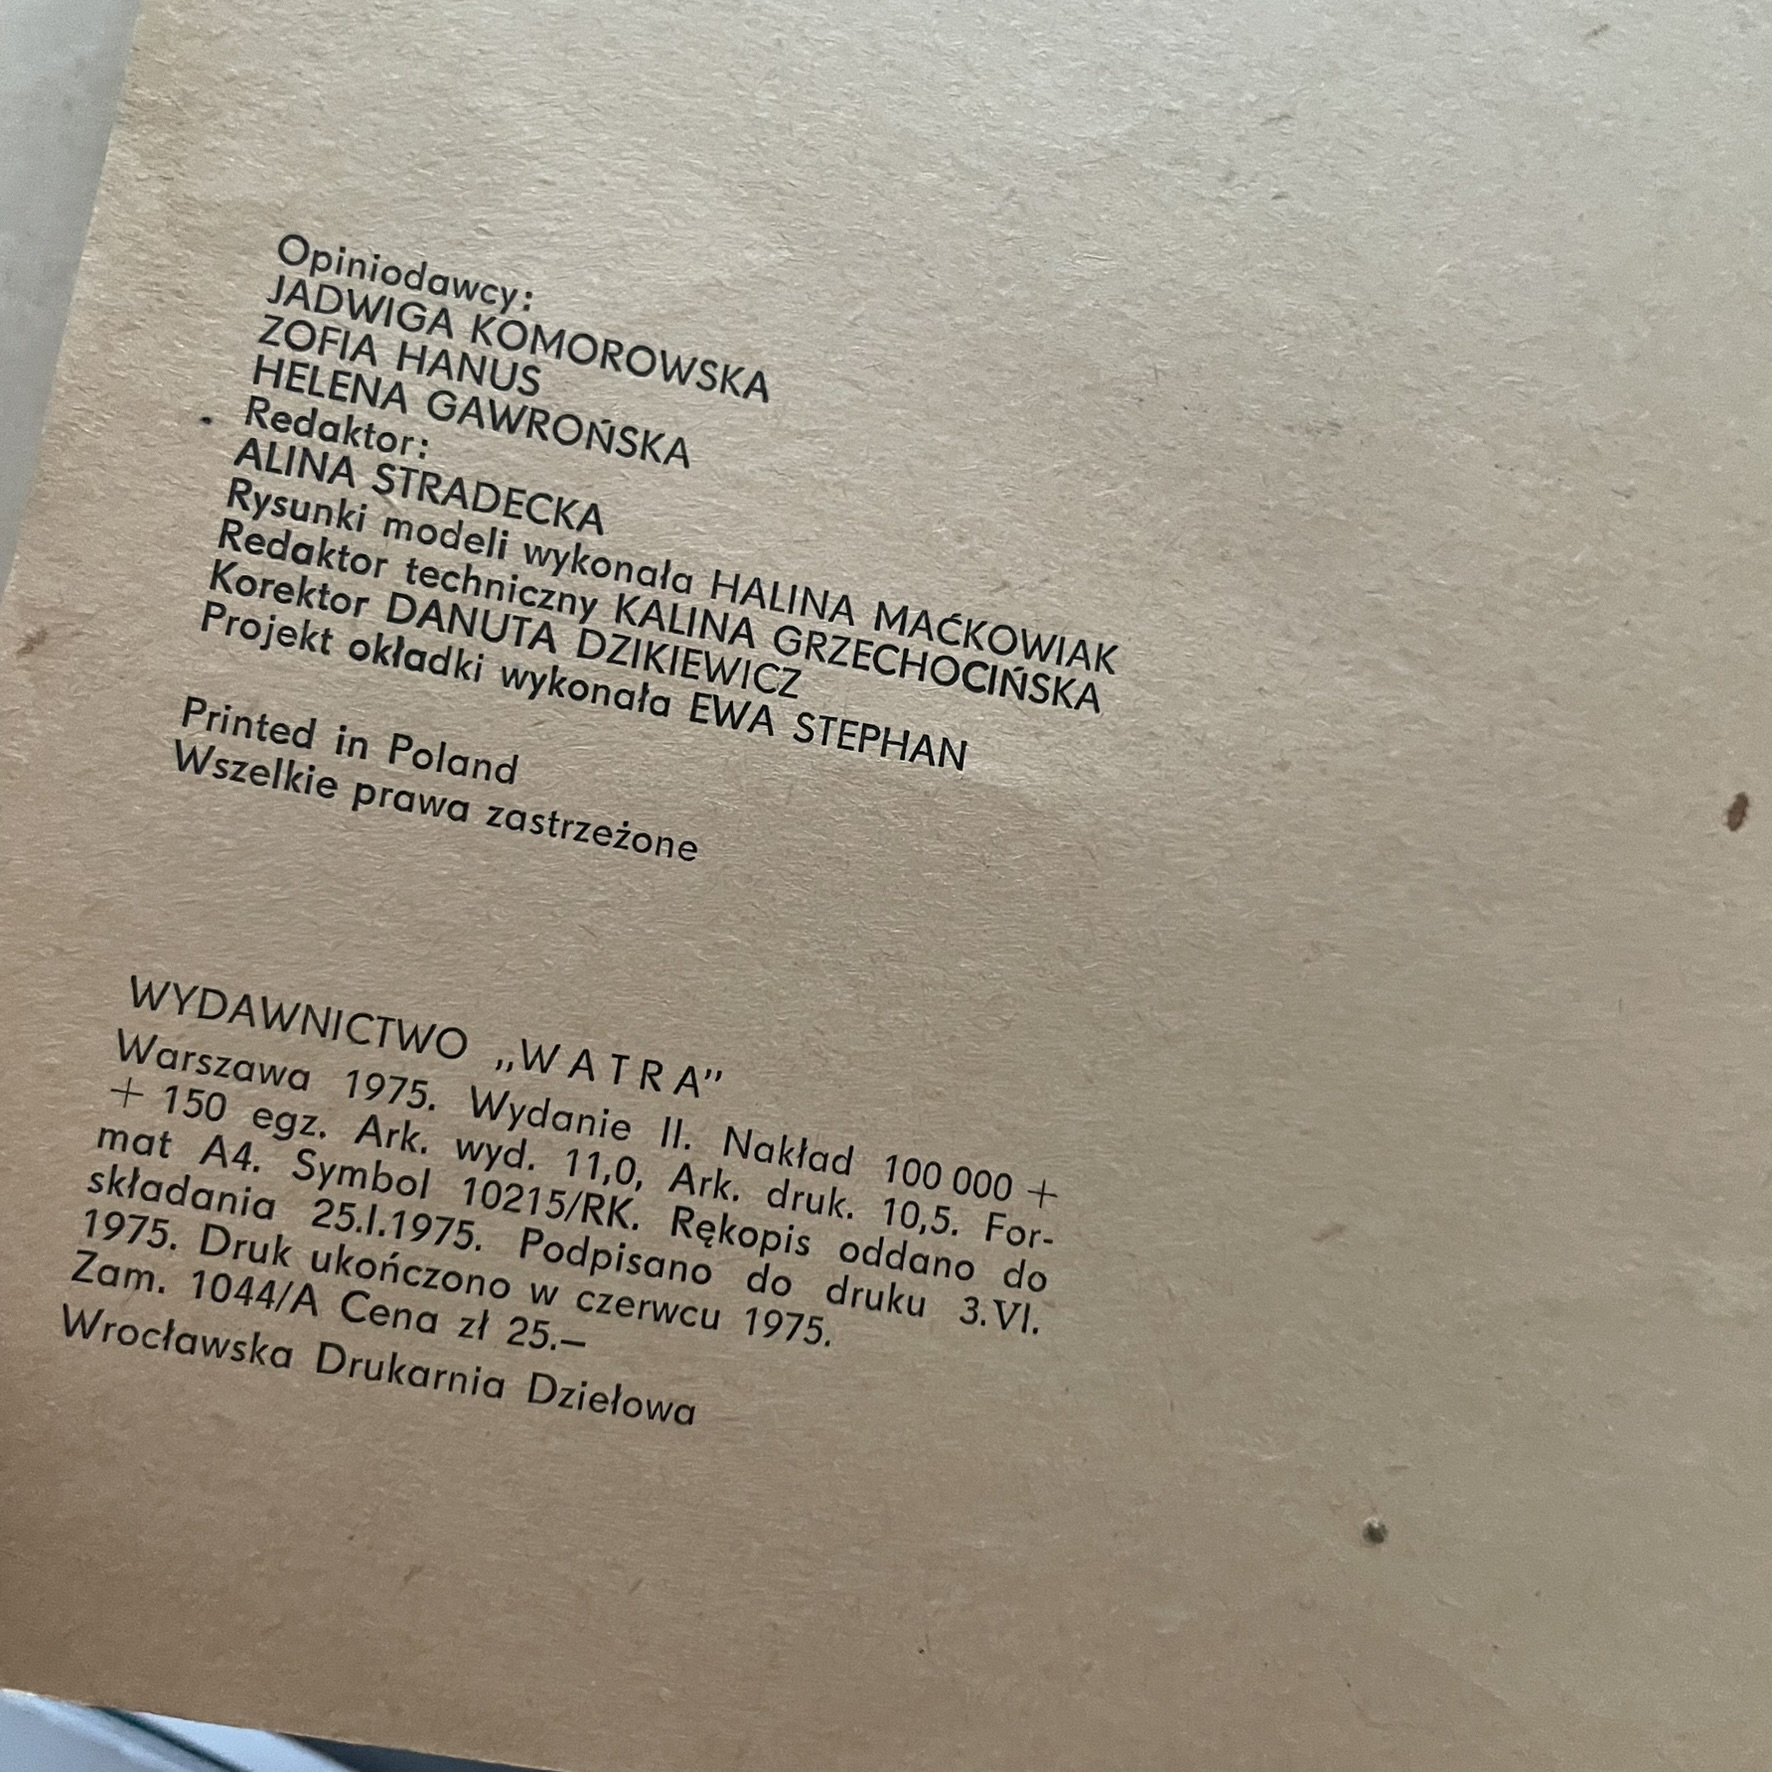 Opiniodawcy:
JADWIGA KOMOROWSKA
ZOFIA HANUS
HELENA GAWROŃSKA
Redaktor:
ALINA STRADECKA
Rysunki modeli wykonała HALINA MAĆKOWIAK
Redaktor techniczny KALINA GRZECHOCIŃSKA
Korektor DANUTA DZIKIEWICZ
Projekt okładki wykonała EWA STEPHAN
Printed in Poland
Wszelkie prawa zastrzeżone
WYDAWNICTWO „WATRA”
Warszawa 1975. Wydanie II. Nakład 100 000 +
+ 150 egz. Ark. wyd. 11,0, Ark. druk. 10,5. For-
mat A4. Symbol 10215/RK. Rękopis oddano do
składania 25.I.1975. Podpisano do druku 3.VI.
1975. Druk ukończono w czerwcu 1975.
Zam. 1044/A Cena zł 25.—
Wrocławska Drukarnia Dziełowa